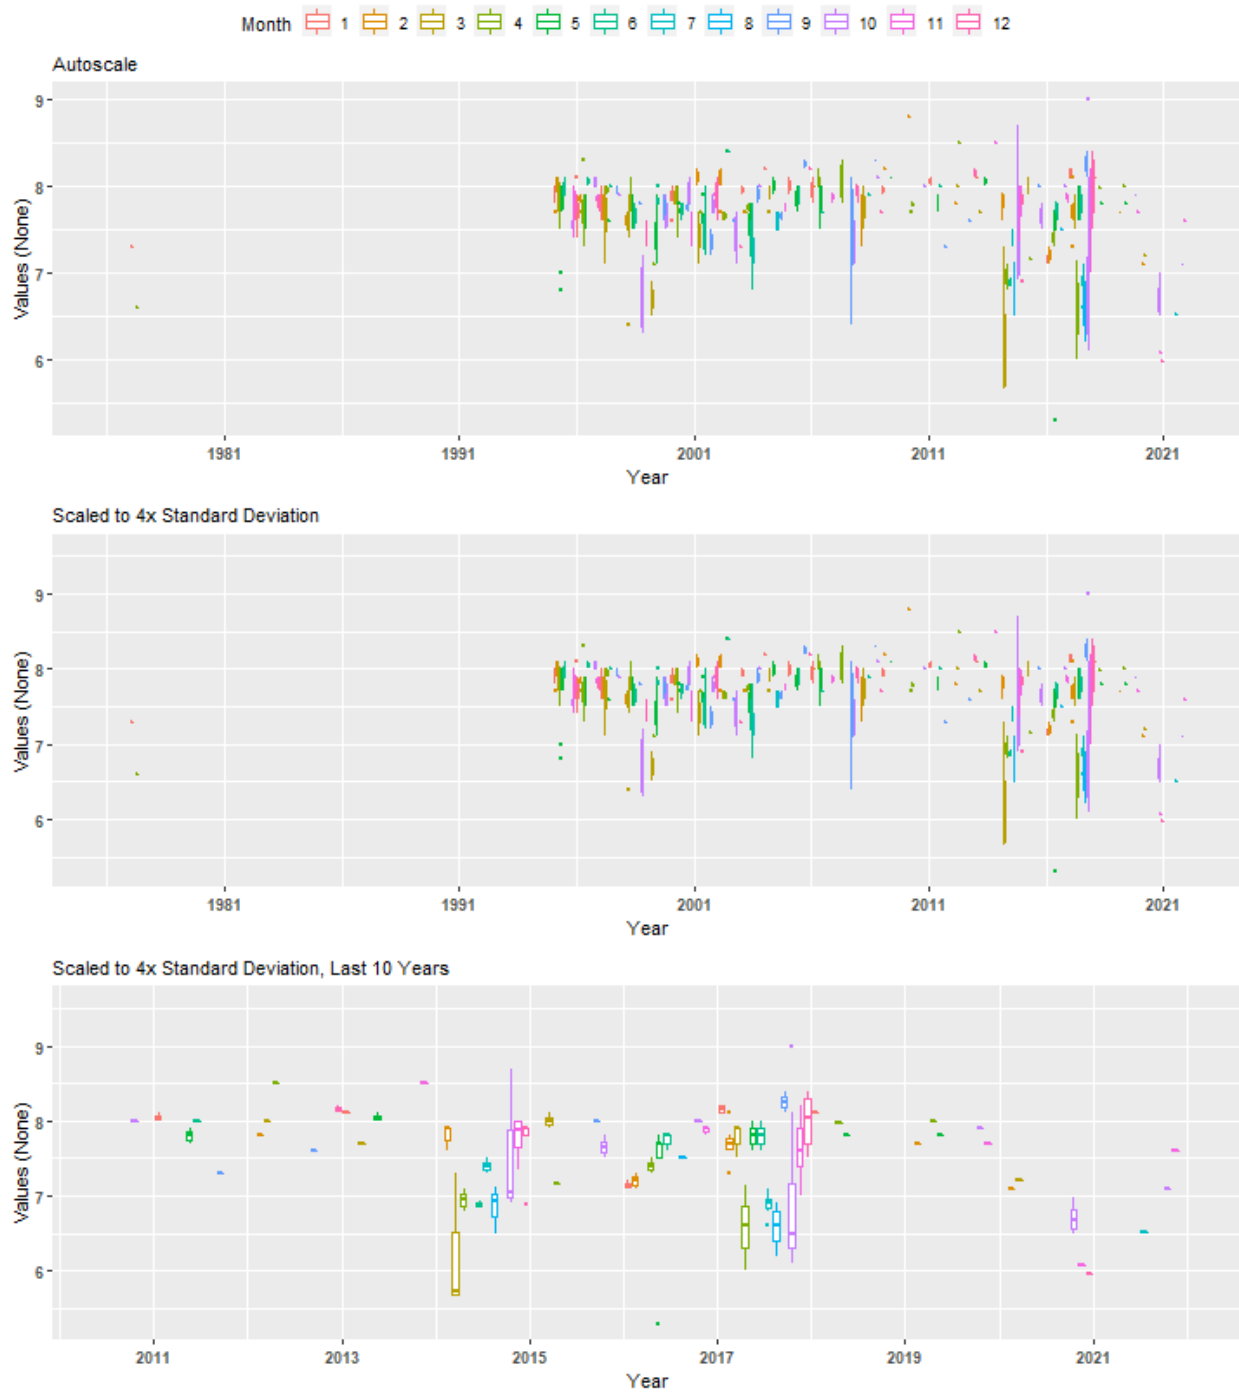 Month 1 2 3 4 5 6 7 8 9 10 11 12
Autoscale
9
8
7
6
Values (None)
1981 1991 2001 2011 2021
Year
Scaled to 4x Standard Deviation
9
8
7
6
Values (None)
1981 1991 2001 2011 2021
Year
Scaled to 4x Standard Deviation, Last 10 Years
9
8
7
6
Values (None)
2011 2013 2015 2017 2019 2021
Year